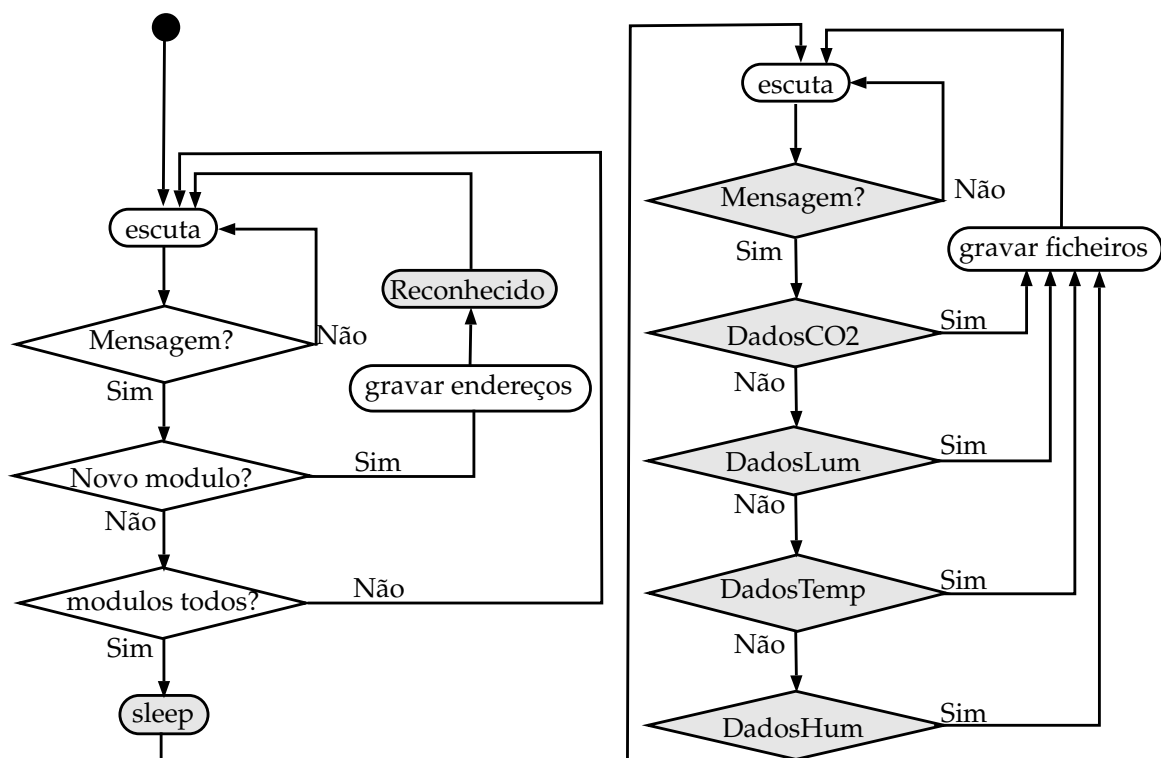 escuta
Mensagem?
Não
Sim
Reconhecido
gravar endereços
Novo modulo?
Sim
Não
modulos todos?
Não
Sim
sleep
escuta
Mensagem?
Não
Sim
gravar ficheiros
DadosCO2
Sim
Não
DadosLum
Sim
Não
DadosTemp
Sim
Não
DadosHum
Sim